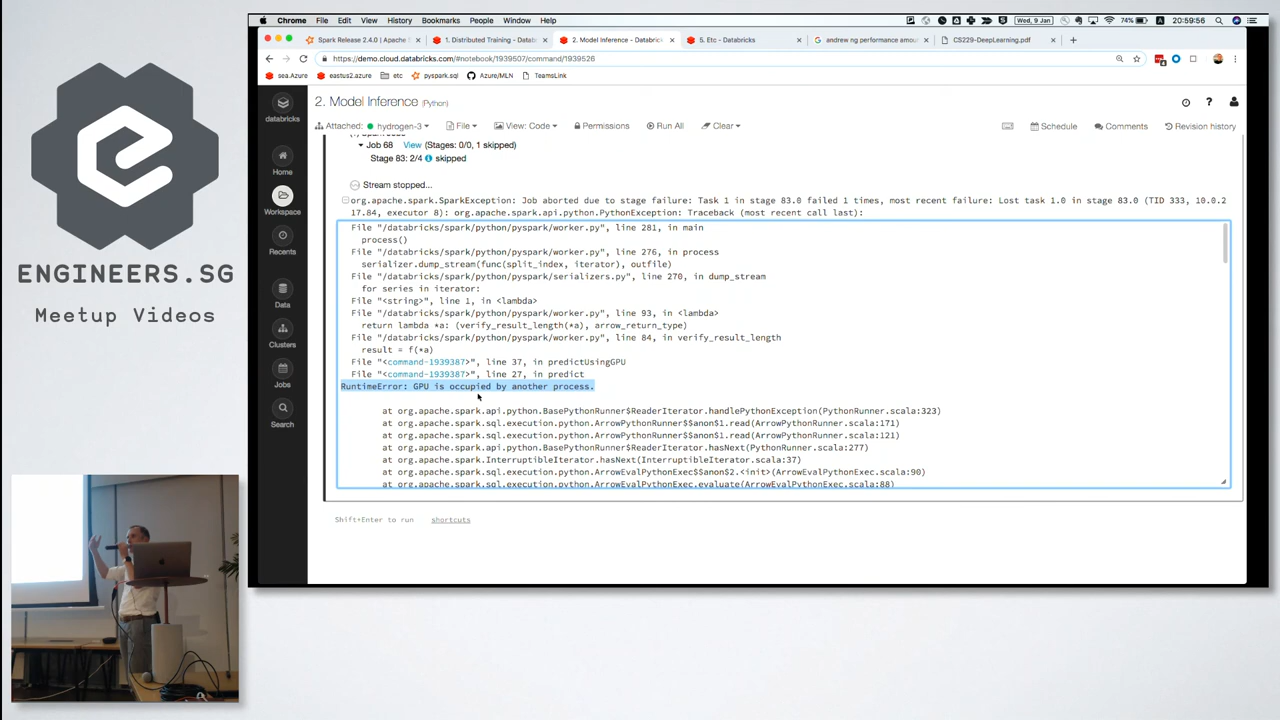 ENGINEERS.SG
Meetup Videos
Chrome File Edit View History Bookmarks People Window Help
Wed, 9 Jan 74% 20:59:56
Spark Release 2.4.0 | Apache S
1. Distributed Training - Datab
2. Model Inference - Databric
5. Etc - Databricks
andrew ng performance amou
CS229-DeepLearning.pdf
https://demo.cloud.databricks.com/#notebook/1939507/command/1939526
sea.Azure eastus2.azure etc pyspark.sql Azure/MLN TeamsLink
databricks
Home
Workspace
Recents
Data
Clusters
Jobs
Search
2. Model Inference (Python)
Attached: hydrogen-3 File View: Code Permissions Run All Clear Schedule Comments Revision history
Job 68 View (Stages: 0/0, 1 skipped)
Stage 83: 2/4 skipped
Stream stopped...
org.apache.spark.SparkException: Job aborted due to stage failure: Task 1 in stage 83.0 failed 1 times, most recent failure: Lost task 1.0 in stage 83.0 (TID 333, 10.0.2
17.84, executor 8): org.apache.spark.api.python.PythonException: Traceback (most recent call last):
File "/databricks/spark/python/pyspark/worker.py", line 281, in main
process()
File "/databricks/spark/python/pyspark/worker.py", line 276, in process
serializer.dump_stream(func(split_index, iterator), outfile)
File "/databricks/spark/python/pyspark/serializers.py", line 270, in dump_stream
for series in iterator:
File "<string>", line 1, in <lambda>
File "/databricks/spark/python/pyspark/worker.py", line 93, in <lambda>
return lambda *a: (verify_result_length(*a), arrow_return_type)
File "/databricks/spark/python/pyspark/worker.py", line 84, in verify_result_length
result = f(*a)
File "<command-1939387>", line 37, in predictUsingGPU
File "<command-1939387>", line 27, in predict
RuntimeError: GPU is occupied by another process.
at org.apache.spark.api.python.BasePythonRunner$ReaderIterator.handlePythonException(PythonRunner.scala:323)
at org.apache.spark.sql.execution.python.ArrowPythonRunner$$anon$1.read(ArrowPythonRunner.scala:171)
at org.apache.spark.sql.execution.python.ArrowPythonRunner$$anon$1.read(ArrowPythonRunner.scala:121)
at org.apache.spark.api.python.BasePythonRunner$ReaderIterator.hasNext(PythonRunner.scala:277)
at org.apache.spark.InterruptibleIterator.hasNext(InterruptibleIterator.scala:37)
at org.apache.spark.sql.execution.python.ArrowEvalPythonExec$$anon$2.<init>(ArrowEvalPythonExec.scala:90)
at org.apache.spark.sql.execution.python.ArrowEvalPythonExec.evaluate(ArrowEvalPythonExec.scala:88)
Shift+Enter to run shortcuts